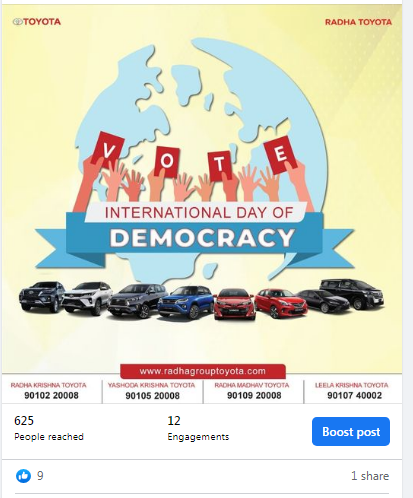 TOYOTA
RADHA TOYOTA
VOTE
INTERNATIONAL DAY OF
DEMOCRACY
www.radhagrouptoyota.com
RADHA KRISHNA TOYOTA
90102 20008
YASHODA KRISHNA TOYOTA
90105 20008
RADHA MADHAV TOYOTA
90109 20008
LEELA KRISHNA TOYOTA
90107 40002
625
People reached
12
Engagements
Boost post
9
1 share